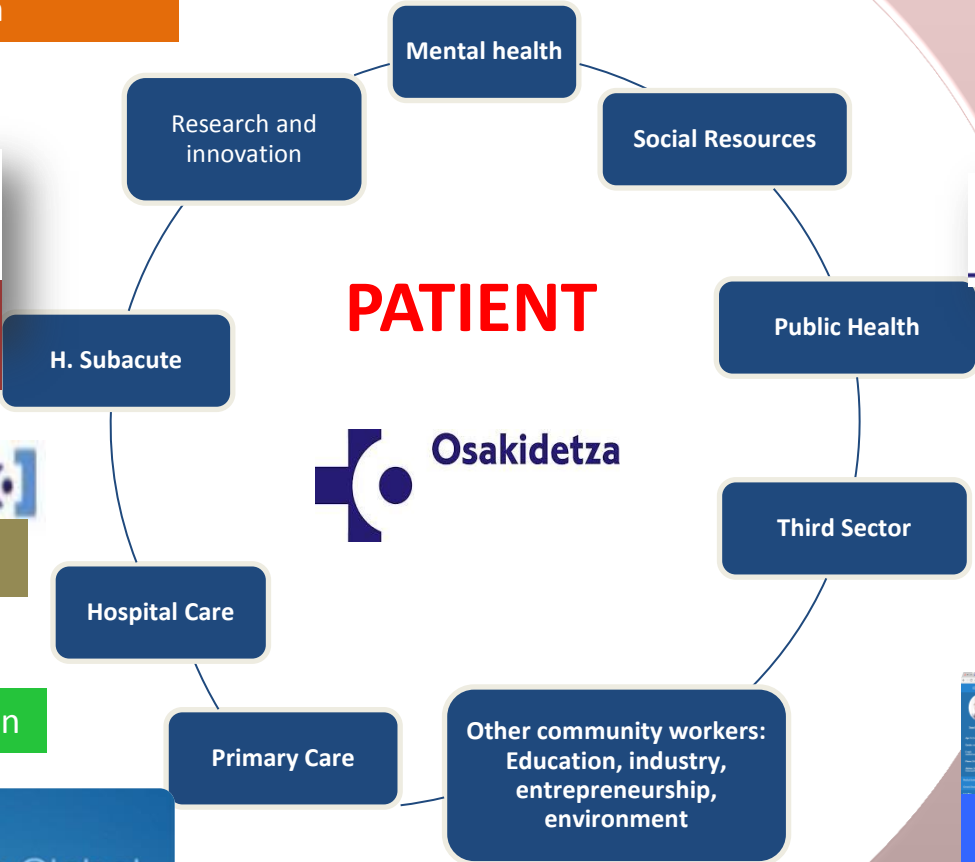 Mental health
Research and
innovation
Social Resources
PATIENT
Public Health
H. Subacute
Osakidetza
Third Sector
Hospital Care
n
Primary Care
Other community workers:
Education, industry,
entrepreneurship,
environment